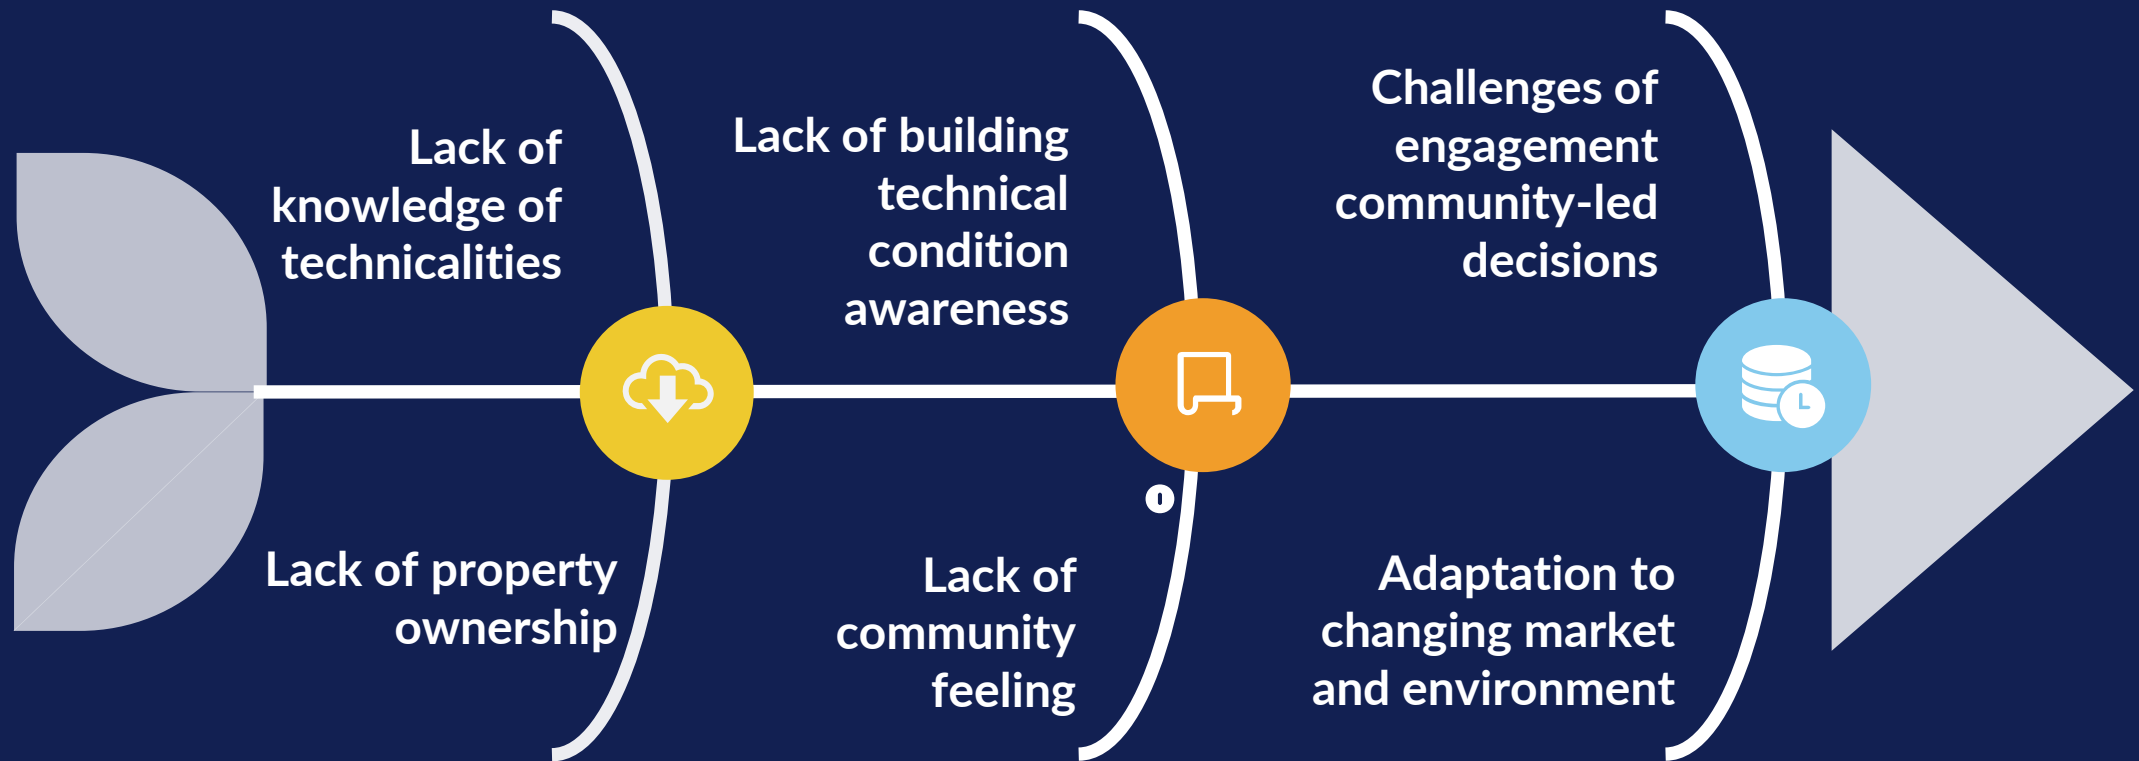 Lack of
knowledge of
technicalities
Lack of building
technical
condition
awareness
Challenges of
engagement
community-led
decisions
Lack of property
ownership
Lack of
community
feeling
Adaptation to
changing market
and environment